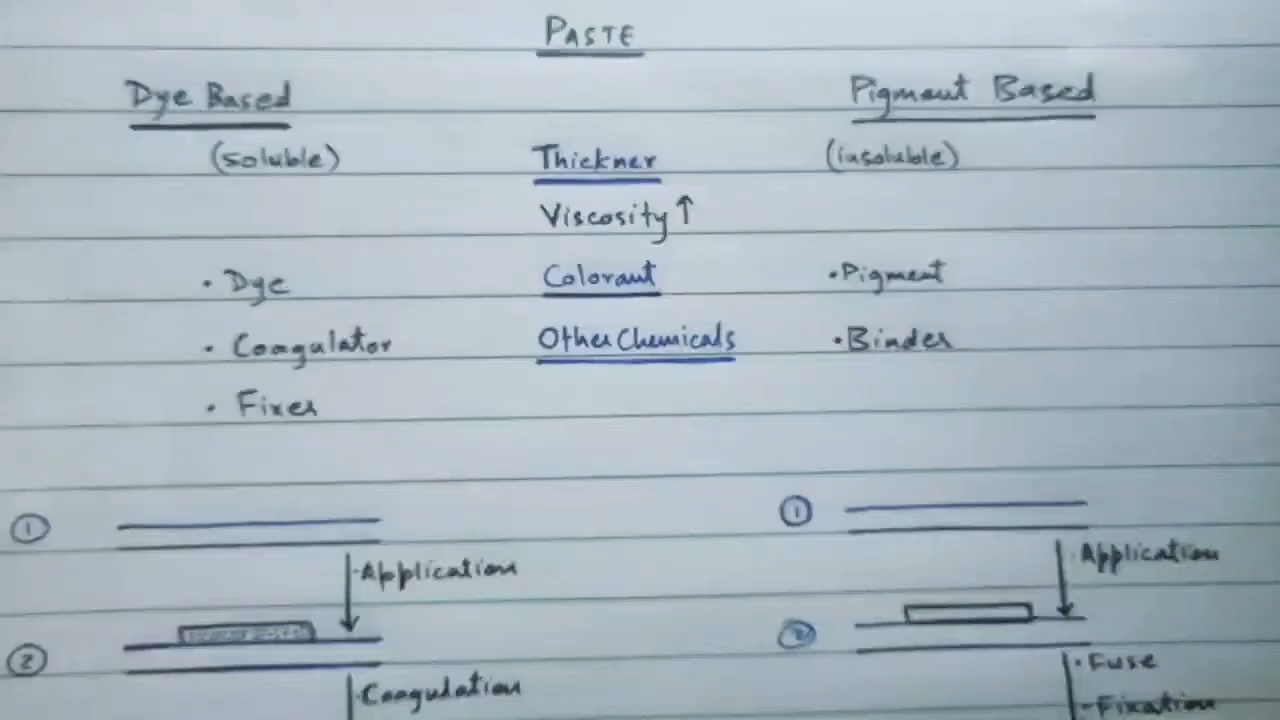 PASTE
Dye Based Pigment Based
(soluble) Thickner (insoluble)
Viscosity ↑
• Dye Colorant • Pigment
• Coagulator Other Chemicals • Binder
• Fixer
① ①
• Application • Application
② ②
• Coagulation • Fuse
• Fixation